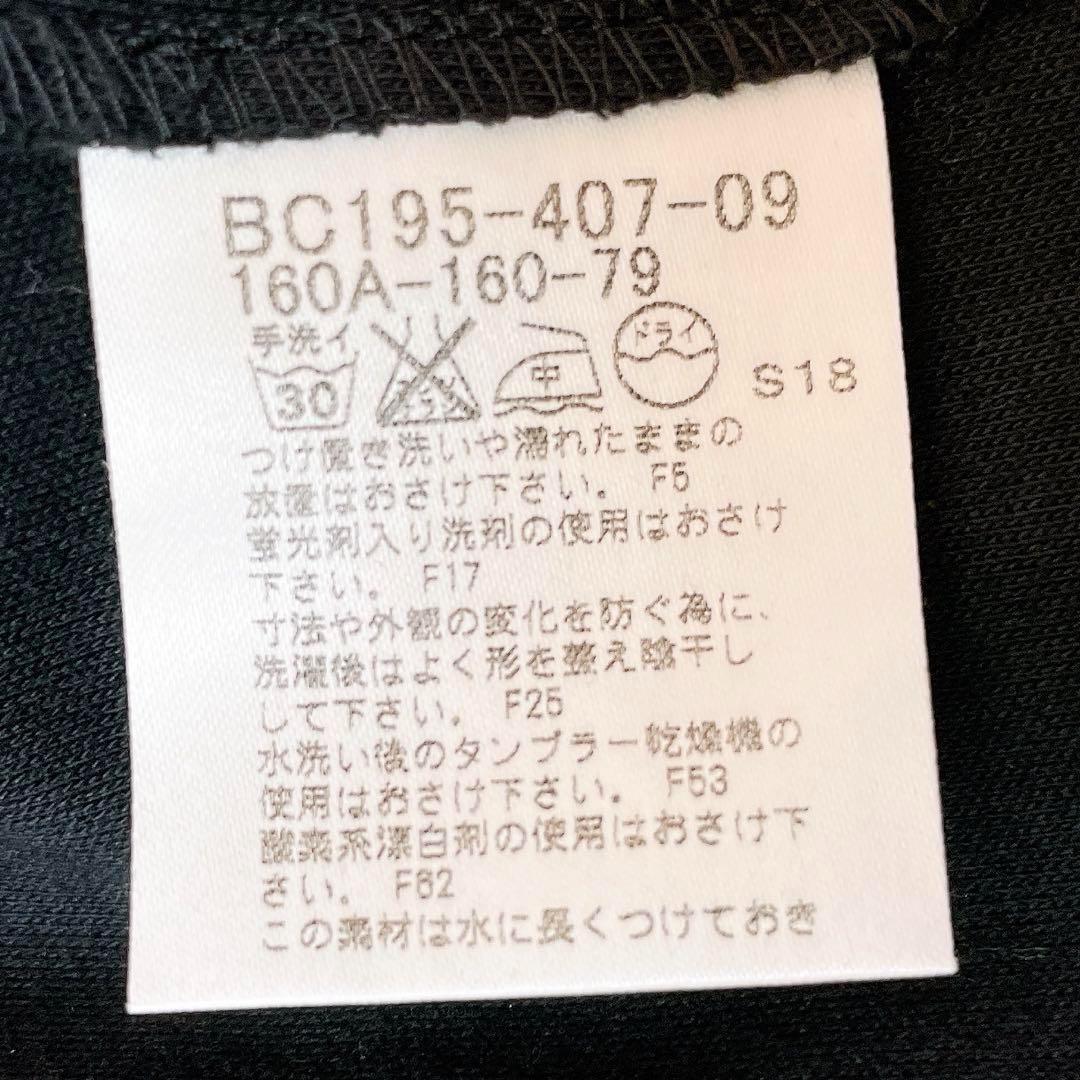 BC195-407-09
160A-160-79
手洗イ
30
エンソサラシ
中
ドライ
S18
つけ置き洗いや濡れたままの
放置はおさけ下さい。 F5
蛍光剤入り洗剤の使用はおさけ
下さい。 F17
寸法や外観の変化を防ぐ為に、
洗濯後はよく形を整え陰干し
して下さい。 F25
水洗い後のタンブラー乾燥機の
使用はおさけ下さい。 F53
酸素系漂白剤の使用はおさけ下
さい。 F62
この素材は水に長くつけておき